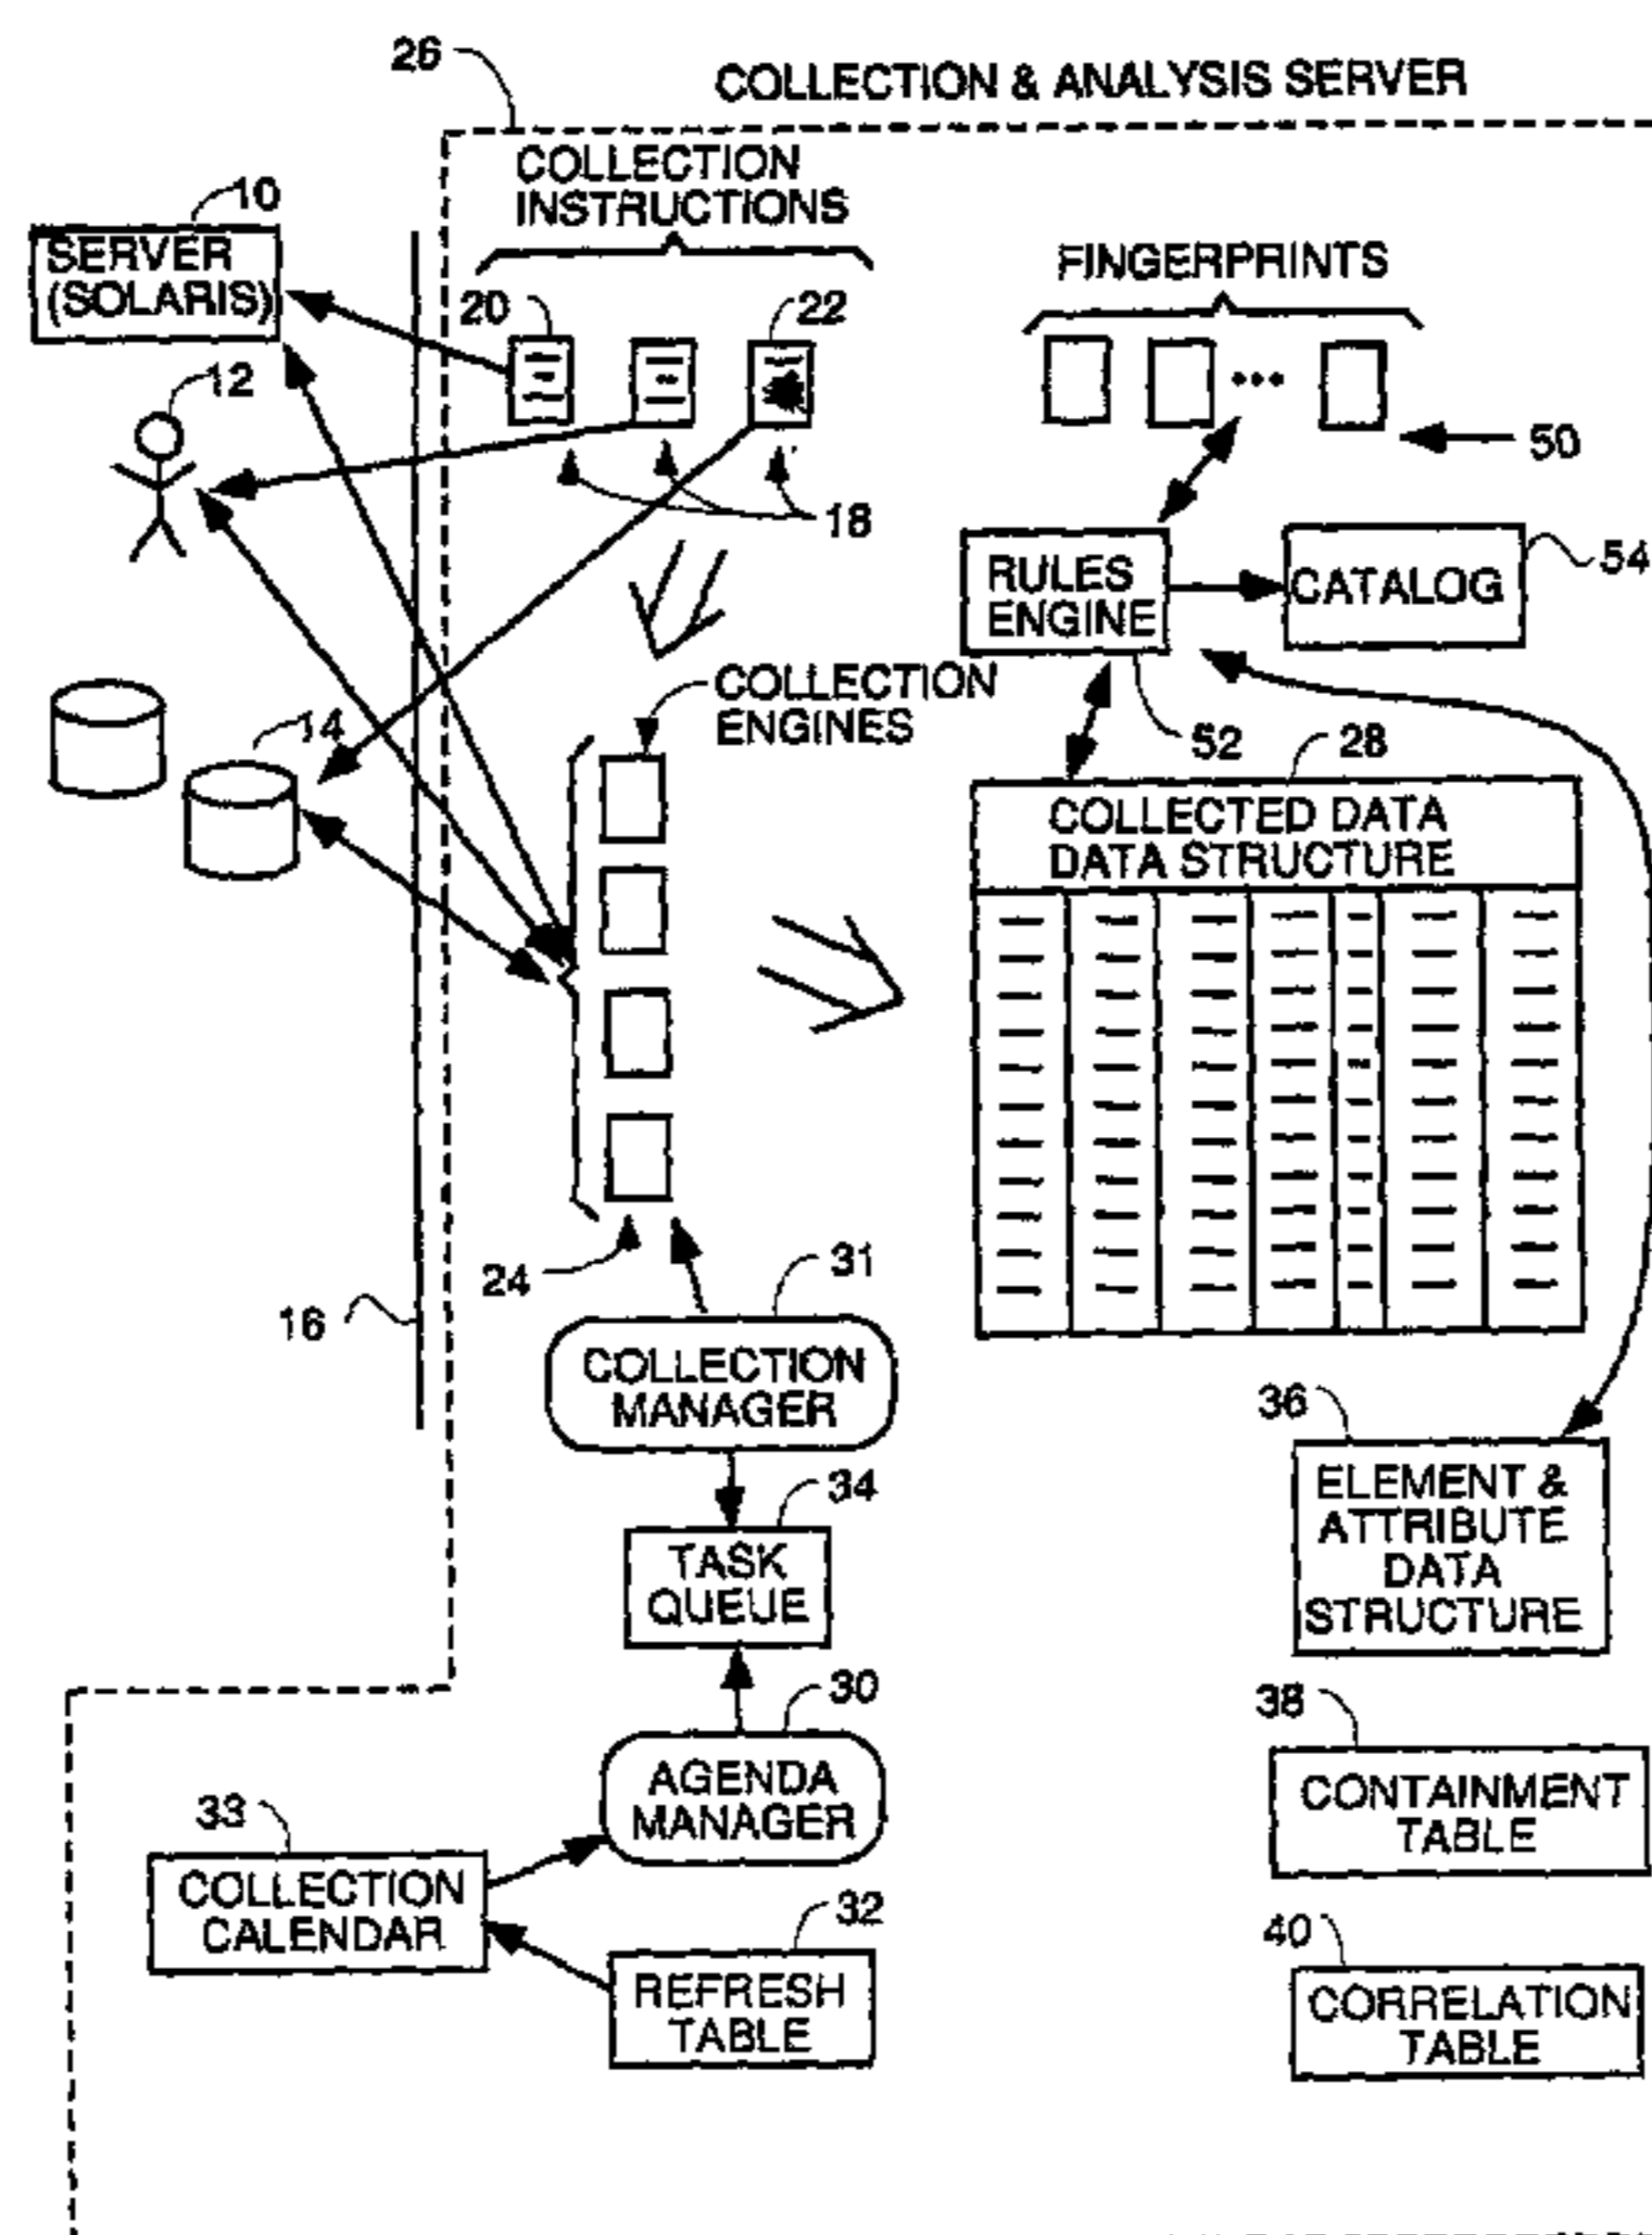 26
COLLECTION & ANALYSIS SERVER
COLLECTION
INSTRUCTIONS
10
SERVER
(SOLARIS)
FINGERPRINTS
20
22
12
50
18
RULES
ENGINE
CATALOG
54
COLLECTION
ENGINES
14
52
28
COLLECTED DATA
DATA STRUCTURE
24
31
16
COLLECTION
MANAGER
36
34
ELEMENT &
ATTRIBUTE
DATA
STRUCTURE
TASK
QUEUE
30
38
AGENDA
MANAGER
CONTAINMENT
TABLE
33
COLLECTION
CALENDAR
32
40
REFRESH
TABLE
CORRELATION
TABLE